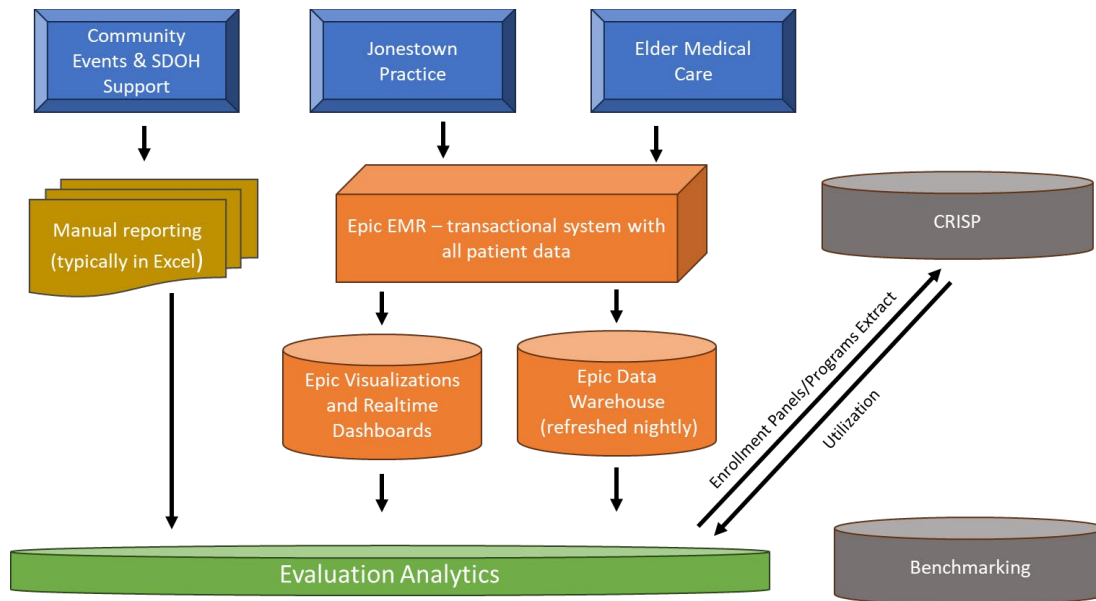 Community
Events & SDOH
Support
Jonestown
Practice
Elder Medical
Care
Manual reporting
(typically in Excel)
Epic EMR – transactional system with
all patient data
CRISP
Epic Visualizations
and Realtime
Dashboards
Epic Data
Warehouse
(refreshed nightly)
Enrollment Panels/Programs Extract
Utilization
Evaluation Analytics
Benchmarking